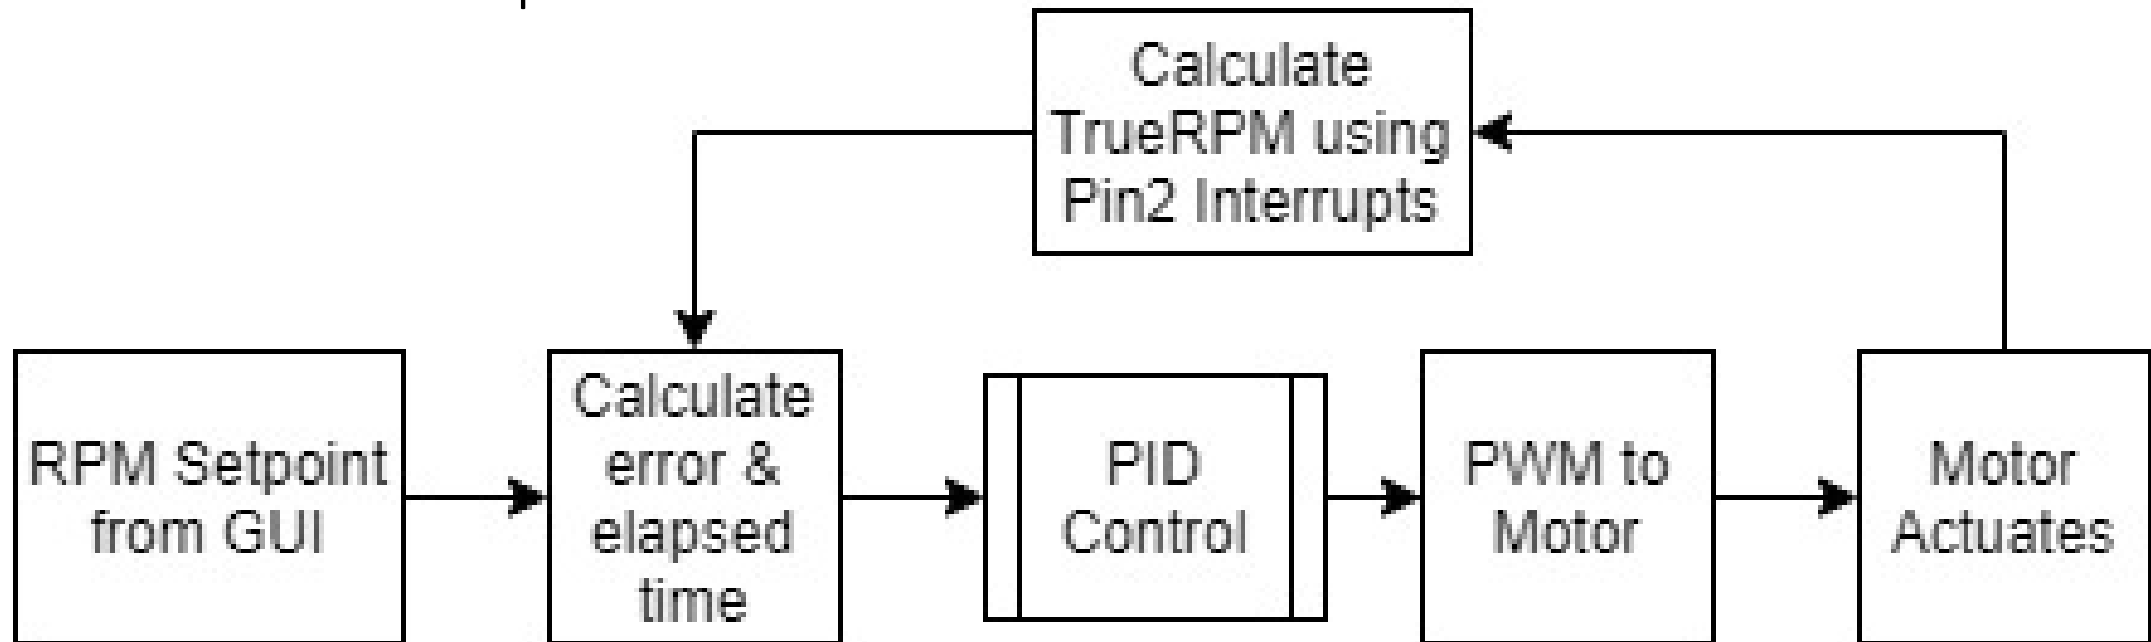 Calculate
TrueRPM using
Pin2 Interrupts
RPM Setpoint
from GUI
Calculate
error &
elapsed
time
PID
Control
PWM to
Motor
Motor
Actuates